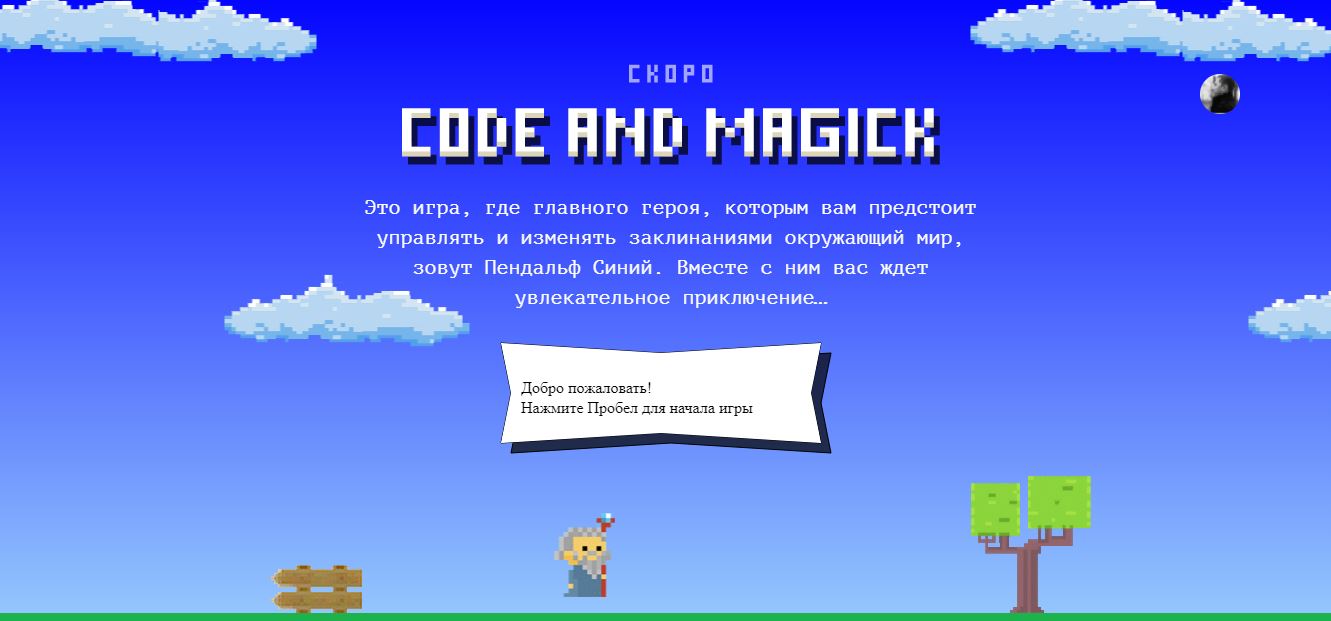 СКОРО
CODE AND MAGICK
Это игра, где главного героя, которым вам предстоит
управлять и изменять заклинаниями окружающий мир,
зовут Пендальф Синий. Вместе с ним вас ждет
увлекательное приключение…
Добро пожаловать!
Нажмите Пробел для начала игры